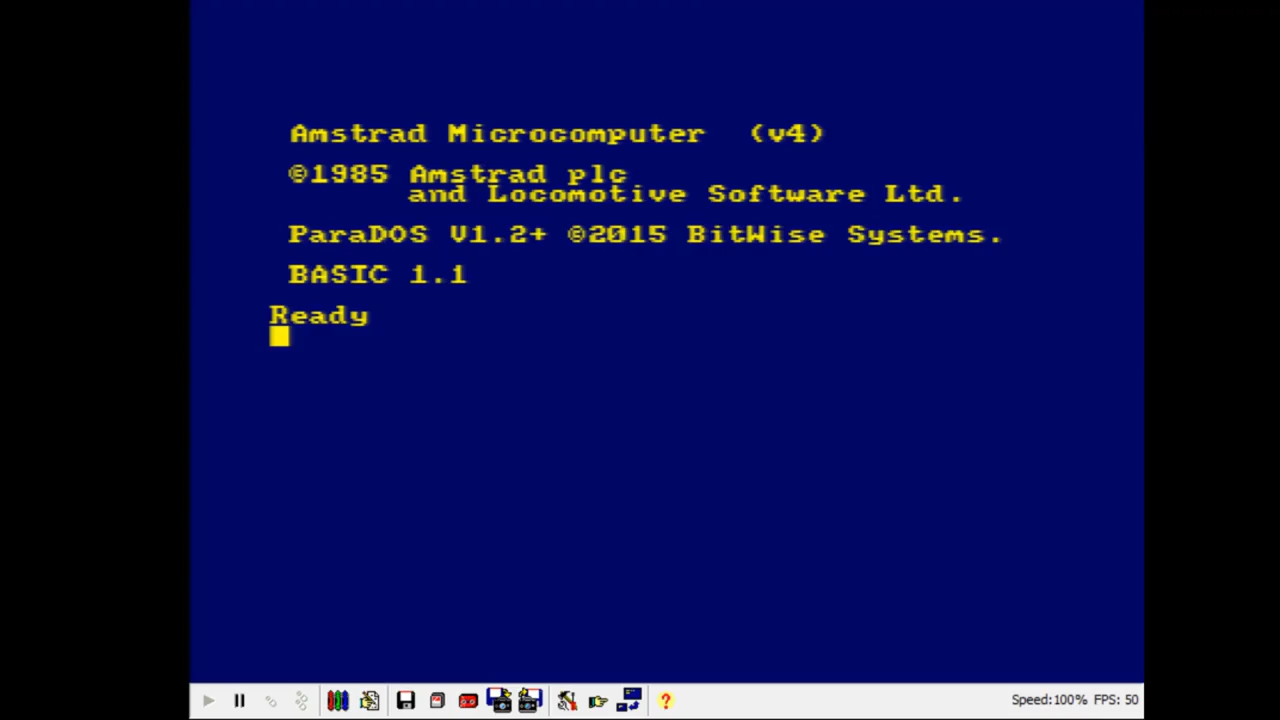 Amstrad Microcomputer (v4)
©1985 Amstrad plc
and Locomotive Software Ltd.
ParaDOS V1.2+ ©2015 BitWise Systems.
BASIC 1.1
Ready
Speed:100% FPS: 50